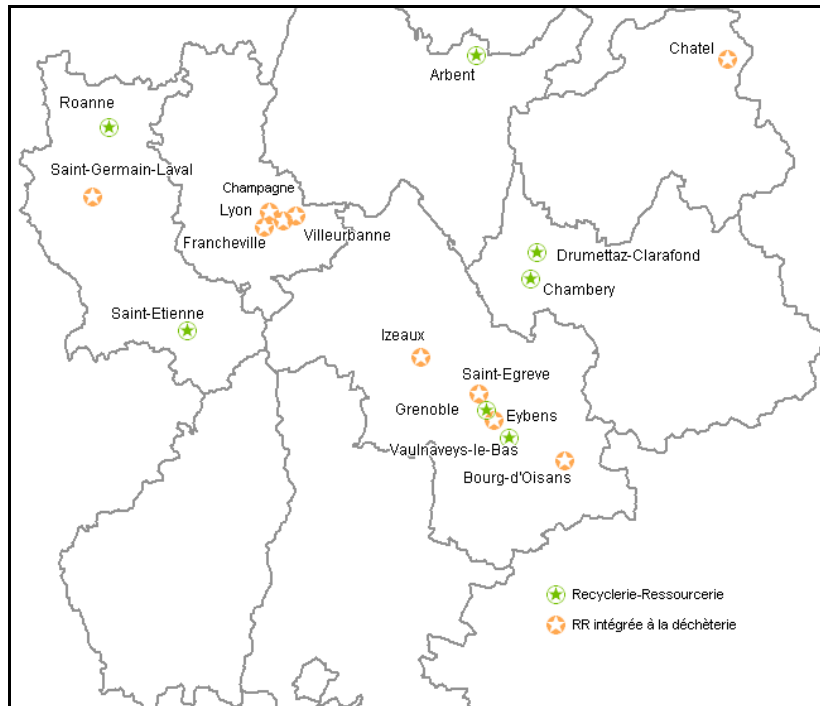 Chatel
Arbent
Roanne
Saint-Germain-Laval
Champagne
Lyon
Francheville
Villeurbanne
Drumettaz-Clarafond
Chambery
Saint-Etienne
Izeaux
Saint-Egreve
Grenoble
Eybens
Vaulnaveys-le-Bas
Bourg-d'Oisans
Recyclerie-Ressourcerie
RR intégrée à la déchèterie